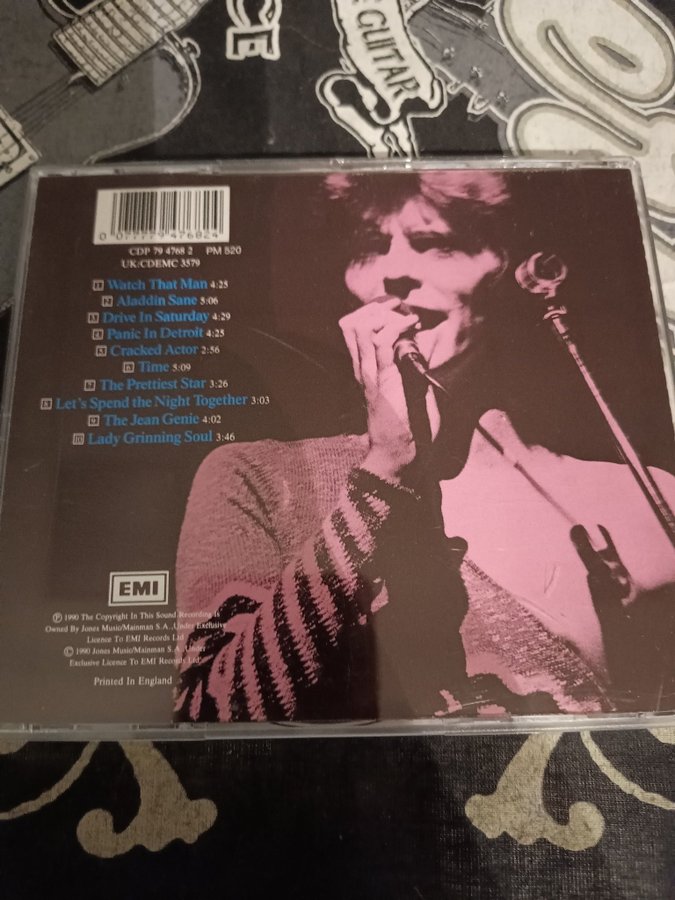 CE
GUITAR
0 077779 476824
CDP 79 4768 2 PM 520
UK:CDEMC 3579
1 Watch That Man 4:25
2 Aladdin Sane 5:06
3 Drive In Saturday 4:29
4 Panic In Detroit 4:25
5 Cracked Actor 2:56
6 Time 5:09
7 The Prettiest Star 3:26
8 Let's Spend the Night Together 3:03
9 The Jean Genie 4:02
10 Lady Grinning Soul 3:46
EMI
Ⓟ 1990 The Copyright In This Sound Recording Is
Owned By Jones Music/Mainman S.A.,Under Exclusive
Licence To EMI Records Ltd
© 1990 Jones Music/Mainman S.A.,Under
Exclusive Licence To EMI Records Ltd
Printed In England